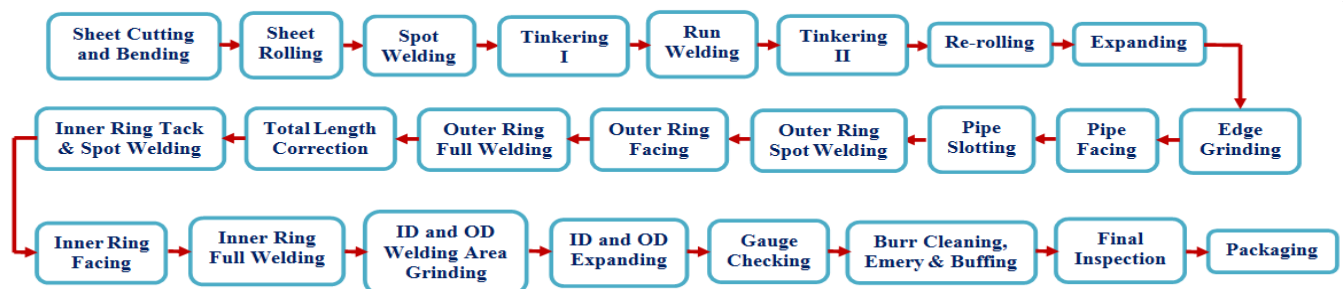 Sheet Cutting
and Bending
Sheet
Rolling
Spot
Welding
Tinkering
I
Run
Welding
Tinkering
II
Re-rolling
Expanding
Edge
Grinding
Pipe
Facing
Pipe
Slotting
Outer Ring
Spot Welding
Outer Ring
Facing
Outer Ring
Full Welding
Total Length
Correction
Inner Ring Tack
& Spot Welding
Inner Ring
Facing
Inner Ring
Full Welding
ID and OD
Welding Area
Grinding
ID and OD
Expanding
Gauge
Checking
Burr Cleaning,
Emery & Buffing
Final
Inspection
Packaging